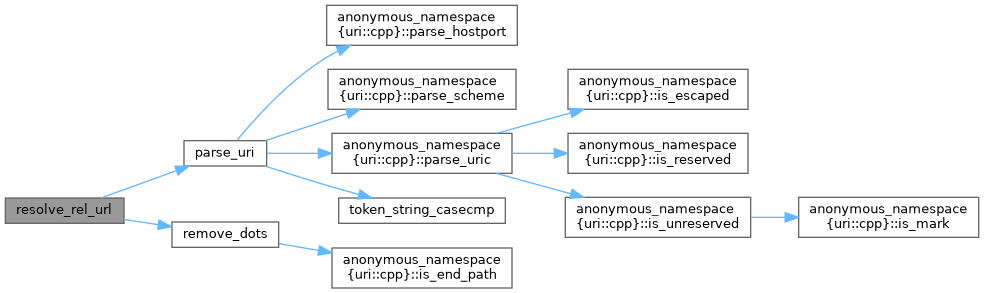 anonymous_namespace
{uri::cpp}::parse_hostport
anonymous_namespace
{uri::cpp}::parse_scheme
anonymous_namespace
{uri::cpp}::is_escaped
parse_uri
anonymous_namespace
{uri::cpp}::parse_uric
anonymous_namespace
{uri::cpp}::is_reserved
resolve_rel_url
token_string_casecmp
anonymous_namespace
{uri::cpp}::is_unreserved
anonymous_namespace
{uri::cpp}::is_mark
remove_dots
anonymous_namespace
{uri::cpp}::is_end_path